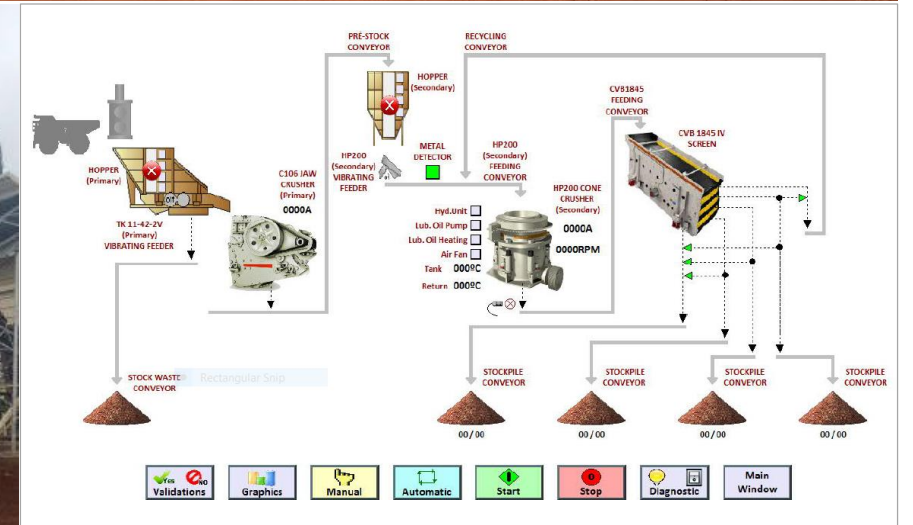 PRÉ-STOCK
CONVEYOR
RECYCLING
CONVEYOR
HOPPER
(Secondary)
CVB1845
FEEDING
CONVEYOR
CVB 1845 IV
SCREEN
METAL
DETECTOR
HP200
(Secondary)
VIBRATING
FEEDER
HP200
(Secondary)
FEEDING
CONVEYOR
HOPPER
(Primary)
C106 JAW
CRUSHER
(Primary)
0000A
TK 11-42-2V
(Primary)
VIBRATING FEEDER
HP200 CONE
CRUSHER
(Secondary)
0000A
0000RPM
Hyd.Unit
Lub. Oil Pump
Lub. Oil Heating
Air Fan
Tank 000ºC
Return 000ºC
STOCK WASTE
CONVEYOR
Rectangular Snip
STOCKPILE
CONVEYOR
STOCKPILE
CONVEYOR
STOCKPILE
CONVEYOR
STOCKPILE
CONVEYOR
00 / 00
00 / 00
00 / 00
00 / 00
YES NO
Validations
Graphics
Manual
Automatic
Start
Stop
Diagnostic
Main
Window